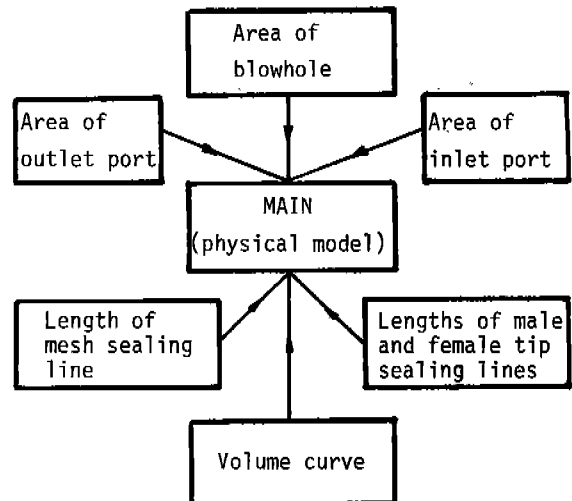 Area of
blowhole
Area of
outlet port
Area of
inlet port
MAIN
(physical model)
Length of
mesh sealing
line
Lengths of male
and female tip
sealing lines
Volume curve